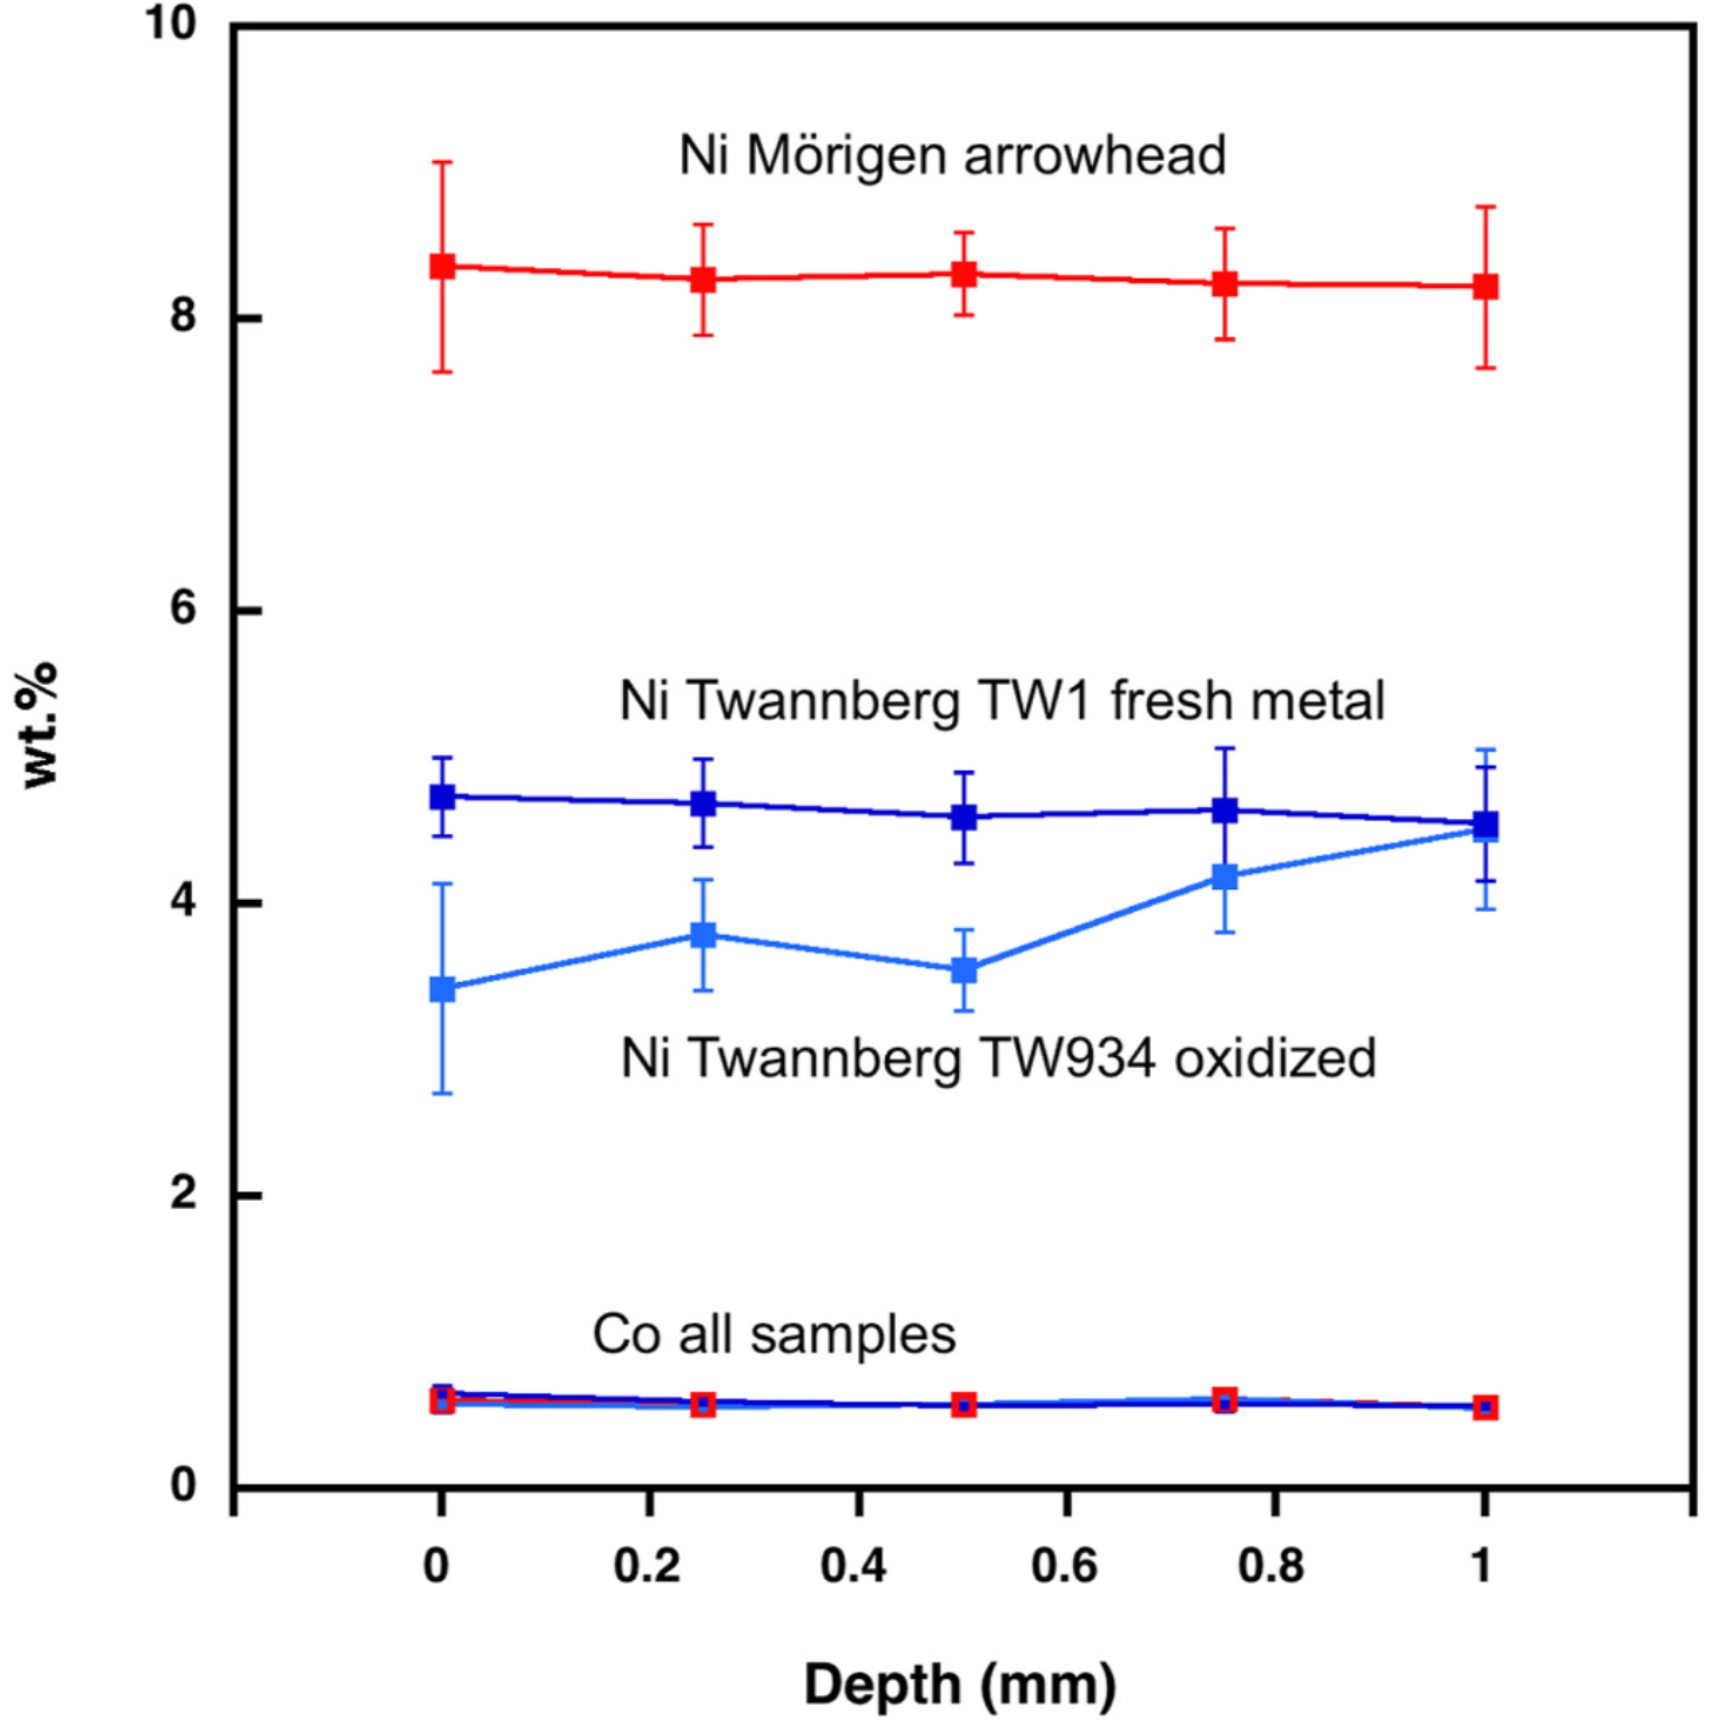 10
Ni Mörigen arrowhead
8
6
wt.%
Ni Twannberg TW1 fresh metal
4
Ni Twannberg TW934 oxidized
2
Co all samples
0
0 0.2 0.4 0.6 0.8 1
Depth (mm)